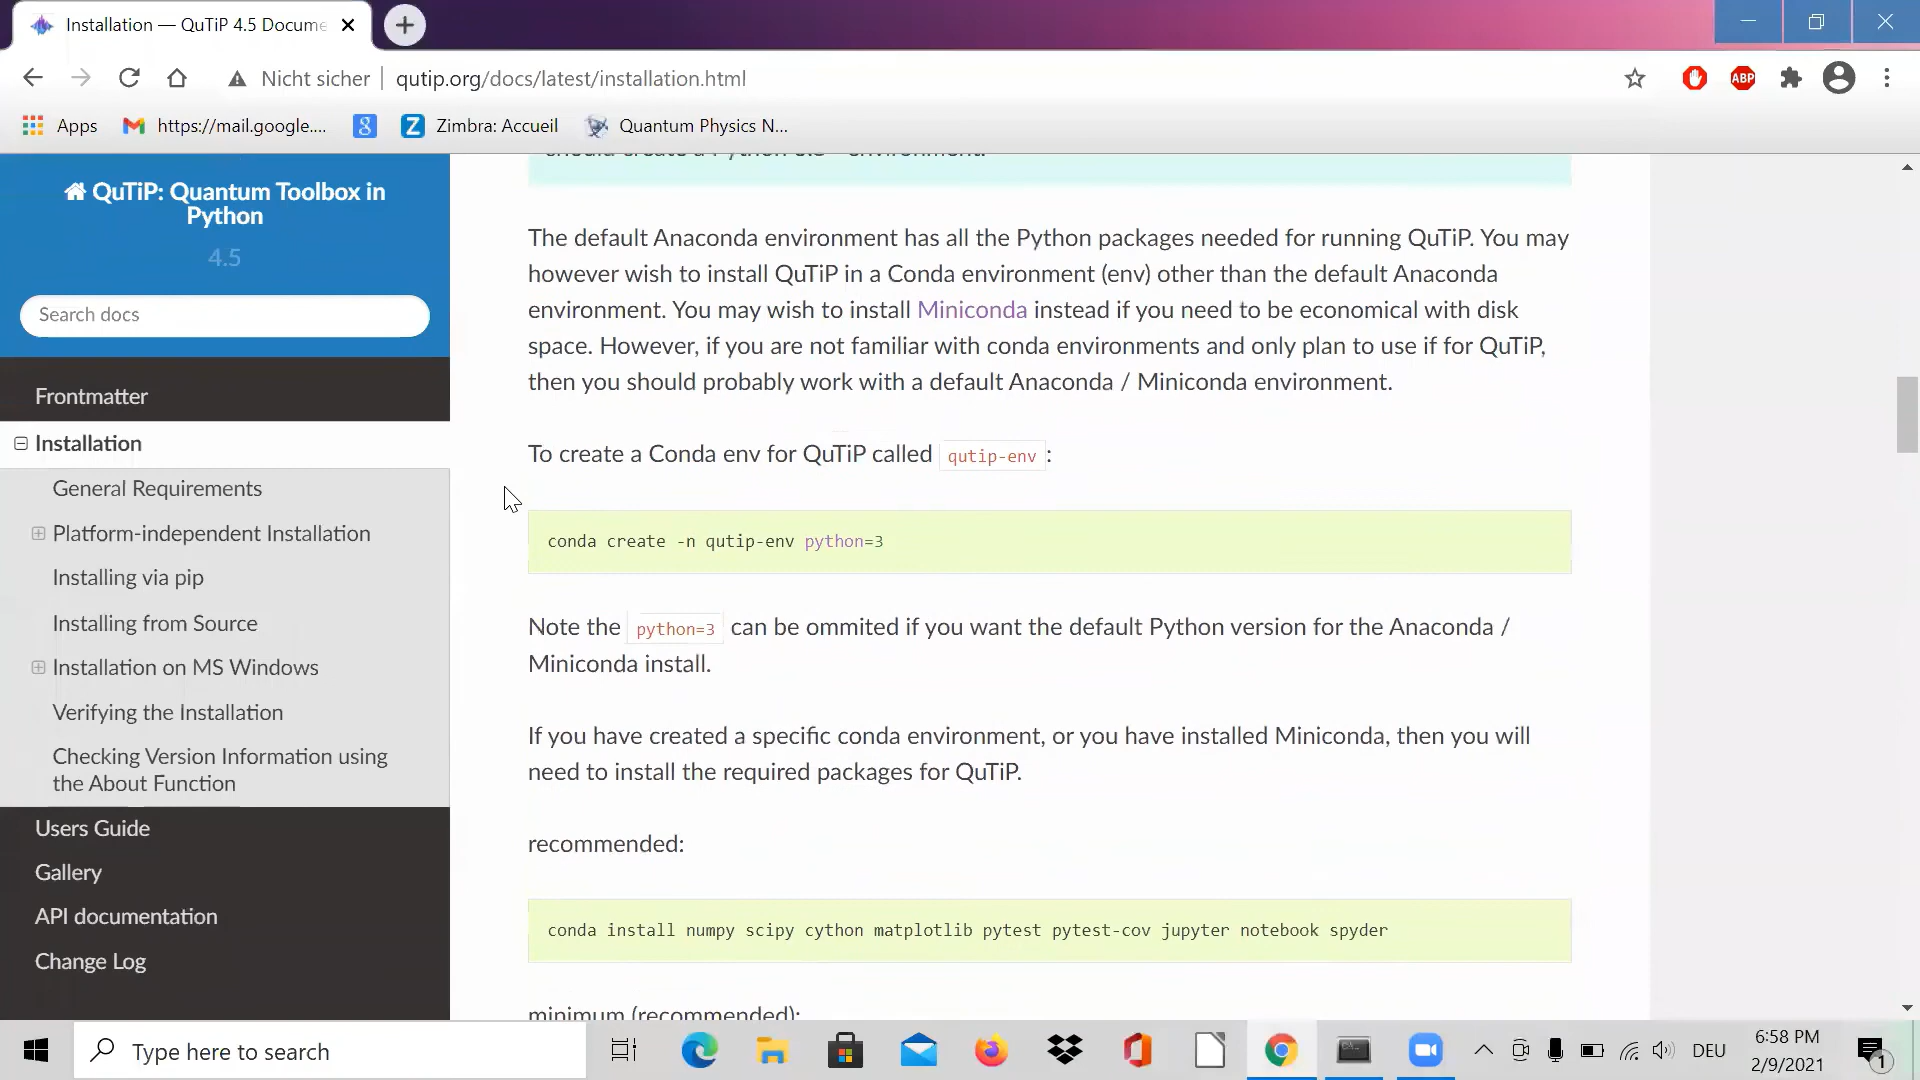 Installation — QuTiP 4.5 Docume
Nicht sicher
qutip.org/docs/latest/installation.html
ABP
Apps
https://mail.google....
Zimbra: Accueil
Quantum Physics N...
QuTiP: Quantum Toolbox in
Python
4.5
Search docs
Frontmatter
Installation
General Requirements
Platform-independent Installation
Installing via pip
Installing from Source
Installation on MS Windows
Verifying the Installation
Checking Version Information using
the About Function
Users Guide
Gallery
API documentation
Change Log
The default Anaconda environment has all the Python packages needed for running QuTiP. You may
however wish to install QuTiP in a Conda environment (env) other than the default Anaconda
environment. You may wish to install Miniconda instead if you need to be economical with disk
space. However, if you are not familiar with conda environments and only plan to use if for QuTiP,
then you should probably work with a default Anaconda / Miniconda environment.
To create a Conda env for QuTiP called qutip-env :
conda create -n qutip-env python=3
Note the python=3 can be ommited if you want the default Python version for the Anaconda /
Miniconda install.
If you have created a specific conda environment, or you have installed Miniconda, then you will
need to install the required packages for QuTiP.
recommended:
conda install numpy scipy cython matplotlib pytest pytest-cov jupyter notebook spyder
minimum (recommended):
Type here to search
DEU
6:58 PM
2/9/2021
1